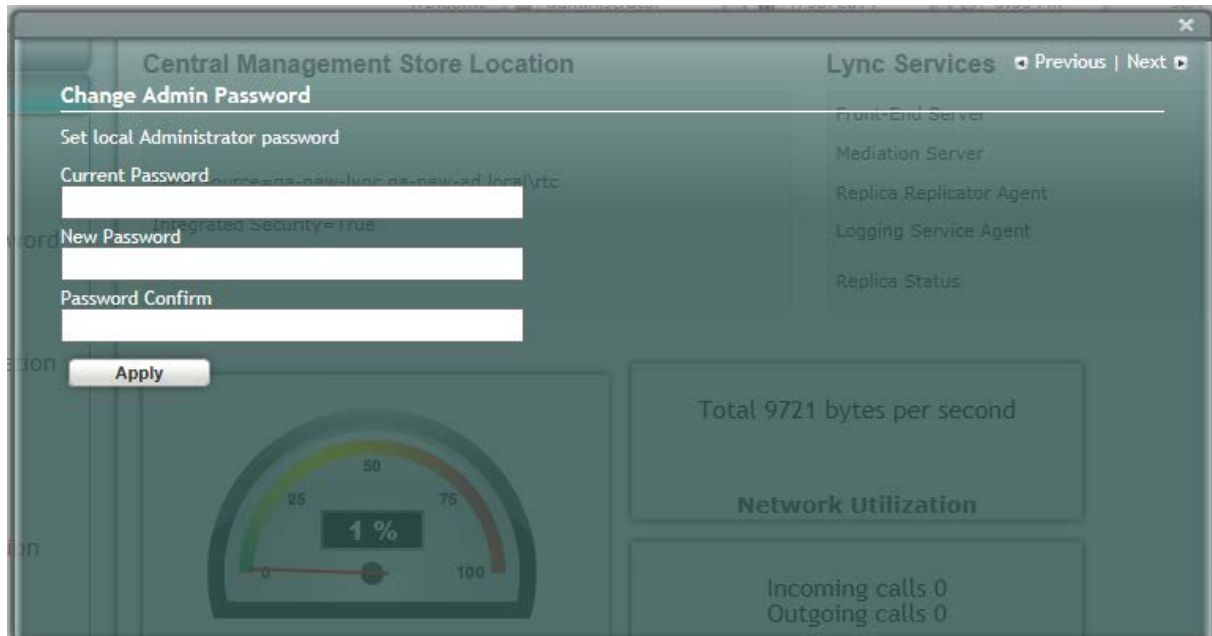 ×
Central Management Store Location
Lync Services
Previous | Next
Change Admin Password
Front-End Server
Set local Administrator password
Mediation Server
Current Password
Replica Replicator Agent
Integrated Security=True
Logging Service Agent
New Password
Replica Status
Password Confirm
Apply
Total 9721 bytes per second
Network Utilization
0
25
50
75
100
1 %
Incoming calls 0
Outgoing calls 0